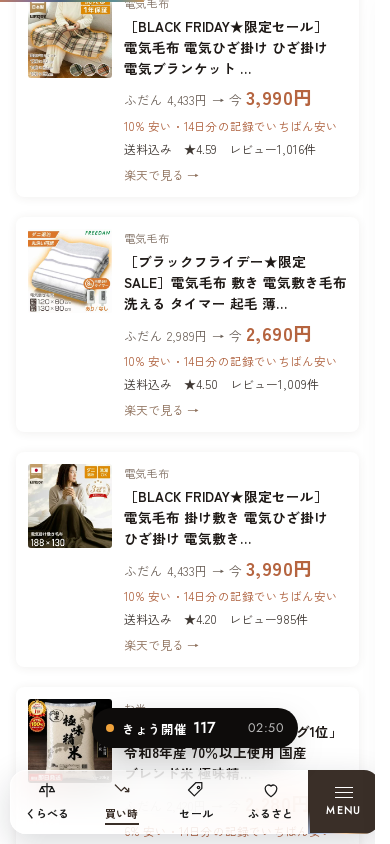 電気毛布
［BLACK FRIDAY★限定セール］
電気毛布 電気ひざ掛け ひざ掛け
電気ブランケット ...
ふだん 4,433円 → 今 3,990円
10% 安い・14日分の記録でいちばん安い
送料込み ★4.59 レビュー1,016件
楽天で見る →
FREEDAN
電気毛布
［ブラックフライデー★限定
SALE］電気毛布 敷き 電気敷き毛布
洗える タイマー 起毛 薄...
ふだん 2,989円 → 今 2,690円
10% 安い・14日分の記録でいちばん安い
送料込み ★4.50 レビュー1,009件
楽天で見る →
188×130
電気毛布
［BLACK FRIDAY★限定セール］
電気毛布 掛け敷き 電気ひざ掛け
ひざ掛け 電気敷き...
ふだん 4,433円 → 今 3,990円
10% 安い・14日分の記録でいちばん安い
送料込み ★4.20 レビュー985件
楽天で見る →
極味精米
お米
きょう開催 117 02:50
グ1位」
令和8年産 70%以上使用 国産
ブレンド米 極味精...
くらべる
買い時
セール
ふるさと
MENU